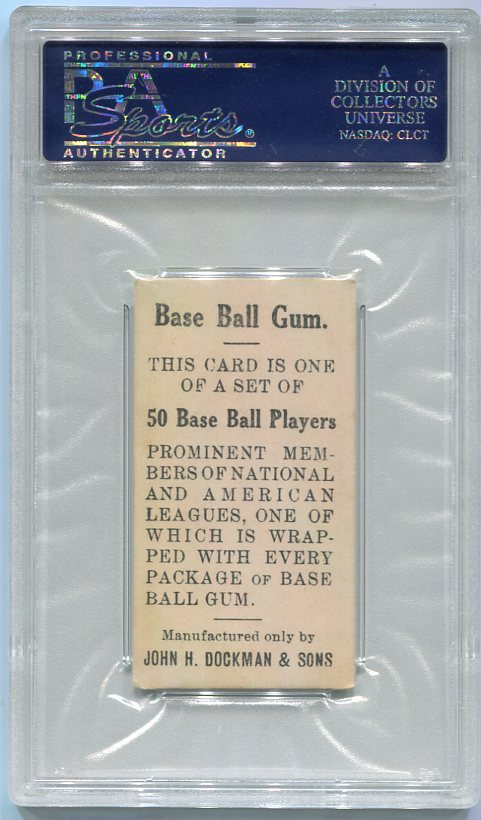 PROFESSIONAL
PSA
Sports®
AUTHENTICATOR
A
DIVISION OF
COLLECTORS
UNIVERSE
NASDAQ: CLCT
Base Ball Gum.
THIS CARD IS ONE
OF A SET OF
50 Base Ball Players
PROMINENT MEM-
BERS OF NATIONAL
AND AMERICAN
LEAGUES, ONE OF
WHICH IS WRAP-
PED WITH EVERY
PACKAGE OF BASE
BALL GUM.
Manufactured only by
JOHN H. DOCKMAN & SONS